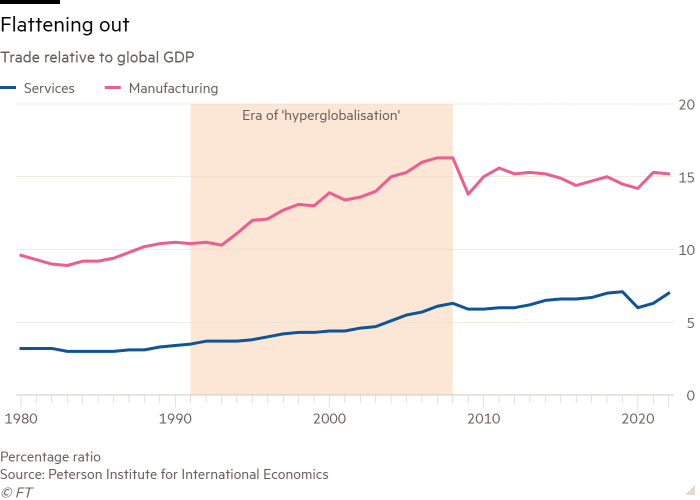 Flattening out
Trade relative to global GDP
Services Manufacturing
Era of 'hyperglobalisation'
20
15
10
5
0
1980 1990 2000 2010 2020
Percentage ratio
Source: Peterson Institute for International Economics
© FT